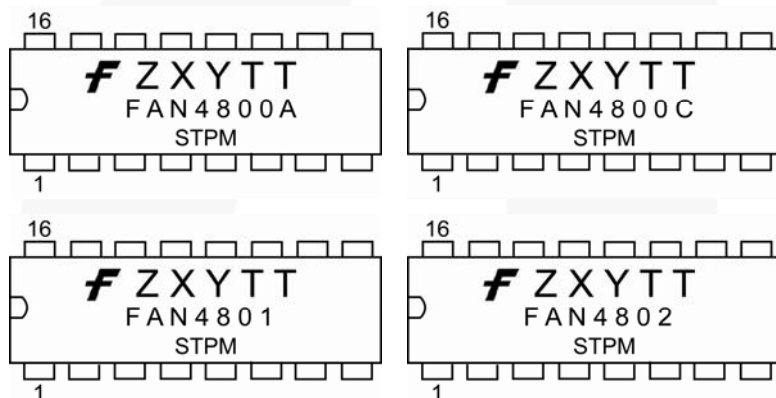 16
ZXYTT
FAN4800A
STPM
1
16
ZXYTT
FAN4800C
STPM
1
16
ZXYTT
FAN4801
STPM
1
16
ZXYTT
FAN4802
STPM
1